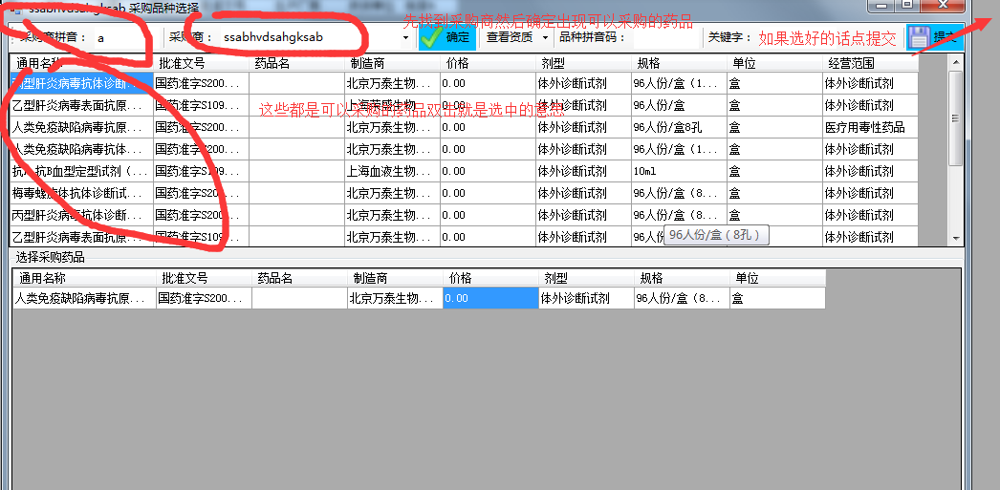 ssabhvdsahgksab 采购品种选择
先找到采购商然后确定出现可以采购的药品
采购商拼音： a 采购商： ssabhvdsahgksab 确定 查看资质 品种拼音码： 关键字： 如果选好的话点提交 提交
通用名称 批准文号 药品名 制造商 价格 剂型 规格 单位 经营范围
丙型肝炎病毒抗体诊断... 国药准字S200... 北京万泰生物... 0.00 体外诊断试剂 96人份/盒（1... 盒 体外诊断试剂
乙型肝炎病毒表面抗原... 国药准字S109... 0.00 体外诊断试剂 96人份/盒 盒 体外诊断试剂
这些都是可以采购的药品双击就是选中的意思
人类免疫缺陷病毒抗原... 国药准字S200... 北京万泰生物... 0.00 体外诊断试剂 96人份/盒8孔 盒 医疗用毒性药品
人类免疫缺陷病毒抗体... 国药准字S200... 北京万泰生物... 0.00 体外诊断试剂 96人份/盒（1... 盒 体外诊断试剂
抗B血型定型试剂（... 国药准字S109... 上海血液生物... 0.00 体外诊断试剂 10ml 盒 体外诊断试剂
梅毒螺旋体抗体诊断试... 国药准字S20... 北京万泰生物... 0.00 体外诊断试剂 96人份/盒（8... 盒 体外诊断试剂
丙型肝炎病毒抗体诊断... 国药准字S200... 北京万泰生物... 0.00 体外诊断试剂 96人份/盒（8... 盒 体外诊断试剂
乙型肝炎病毒表面抗原... 国药准字S109... 北京万泰生物... 0.00 体外诊断试剂 96人份 盒 体外诊断试剂
96人份/盒（8孔）
选择采购药品
通用名称 批准文号 药品名 制造商 价格 剂型 规格 单位
人类免疫缺陷病毒抗原... 国药准字S200... 北京万泰生物... 0.00 体外诊断试剂 96人份/盒（8... 盒